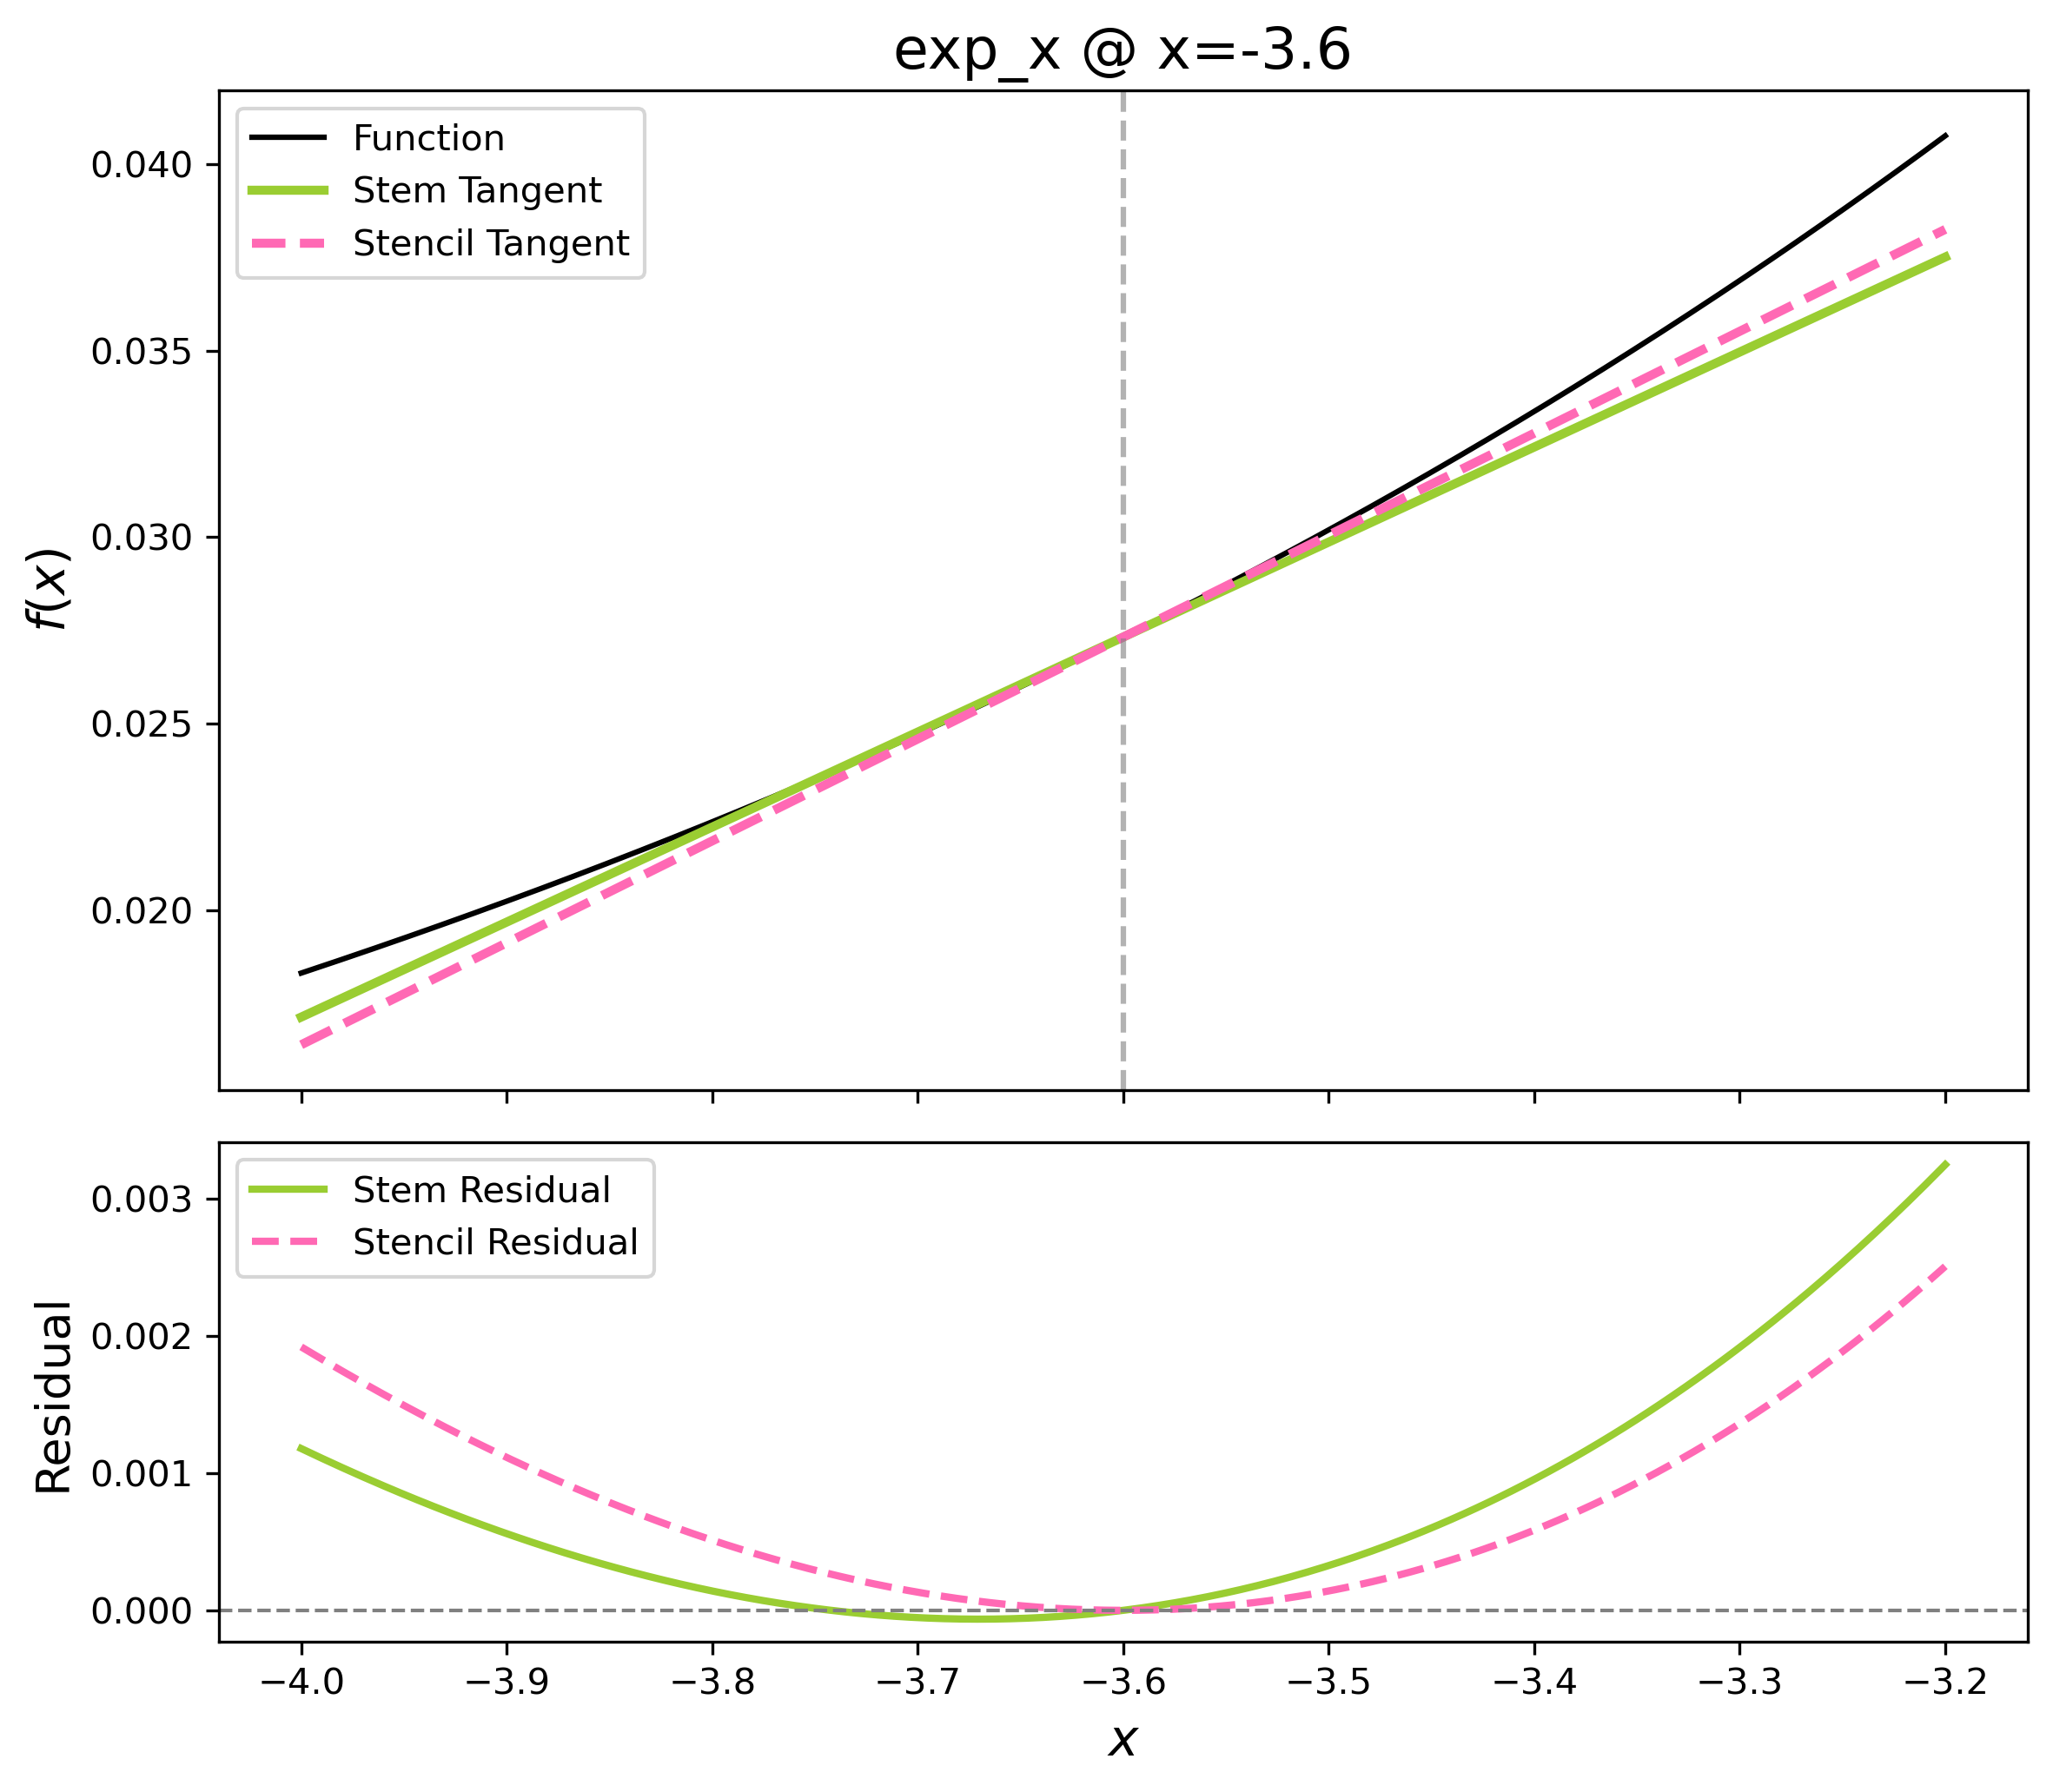 exp_x @ x=-3.6
Function
Stem Tangent
Stencil Tangent
0.040
0.035
0.030
0.025
0.020
f(x)
Stem Residual
Stencil Residual
0.003
0.002
0.001
0.000
Residual
−4.0 −3.9 −3.8 −3.7 −3.6 −3.5 −3.4 −3.3 −3.2
x